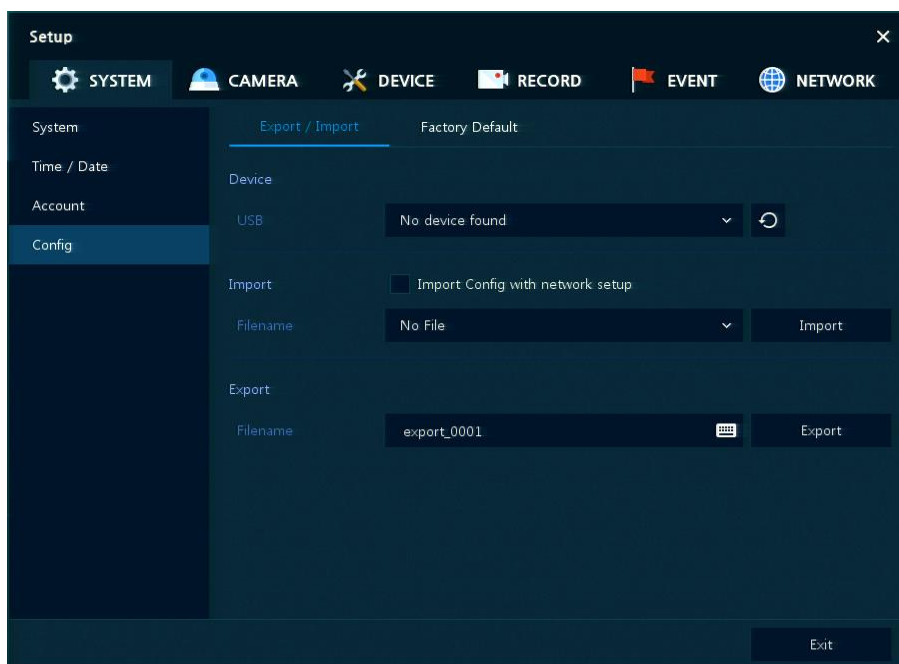 Setup
SYSTEM CAMERA DEVICE RECORD EVENT NETWORK
System
Time / Date
Account
Config
Export / Import Factory Default
Device
USB No device found
Import Import Config with network setup
Filename No File Import
Export
Filename export_0001 Export
Exit